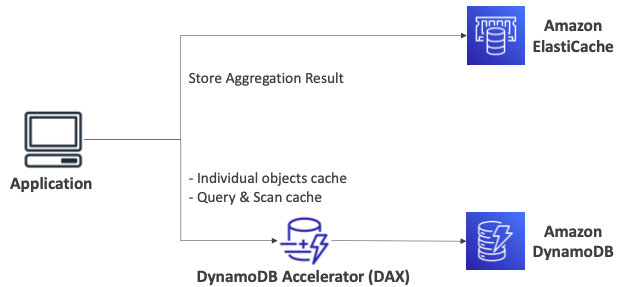 Amazon
ElastiCache
Store Aggregation Result
Application
- Individual objects cache
- Query & Scan cache
Amazon
DynamoDB
DynamoDB Accelerator (DAX)